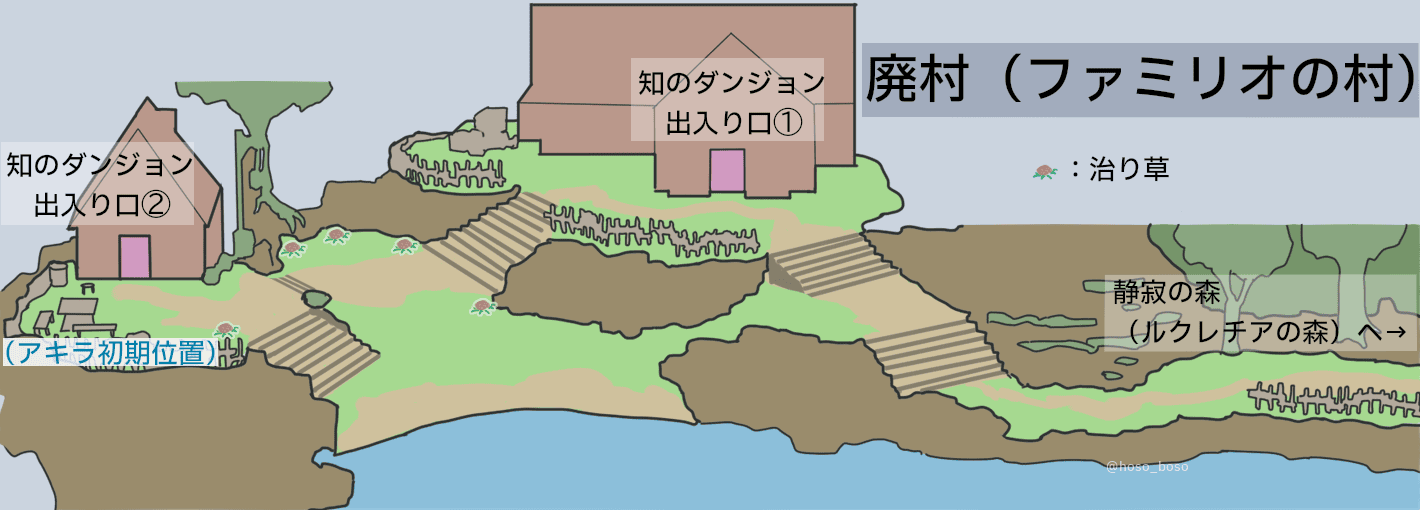 廃村（ファミリオの村）
知のダンジョン
出入り口①
：治り草
知のダンジョン
出入り口②
静寂の森
（ルクレチアの森）へ→
（アキラ初期位置）
@hoso_boso